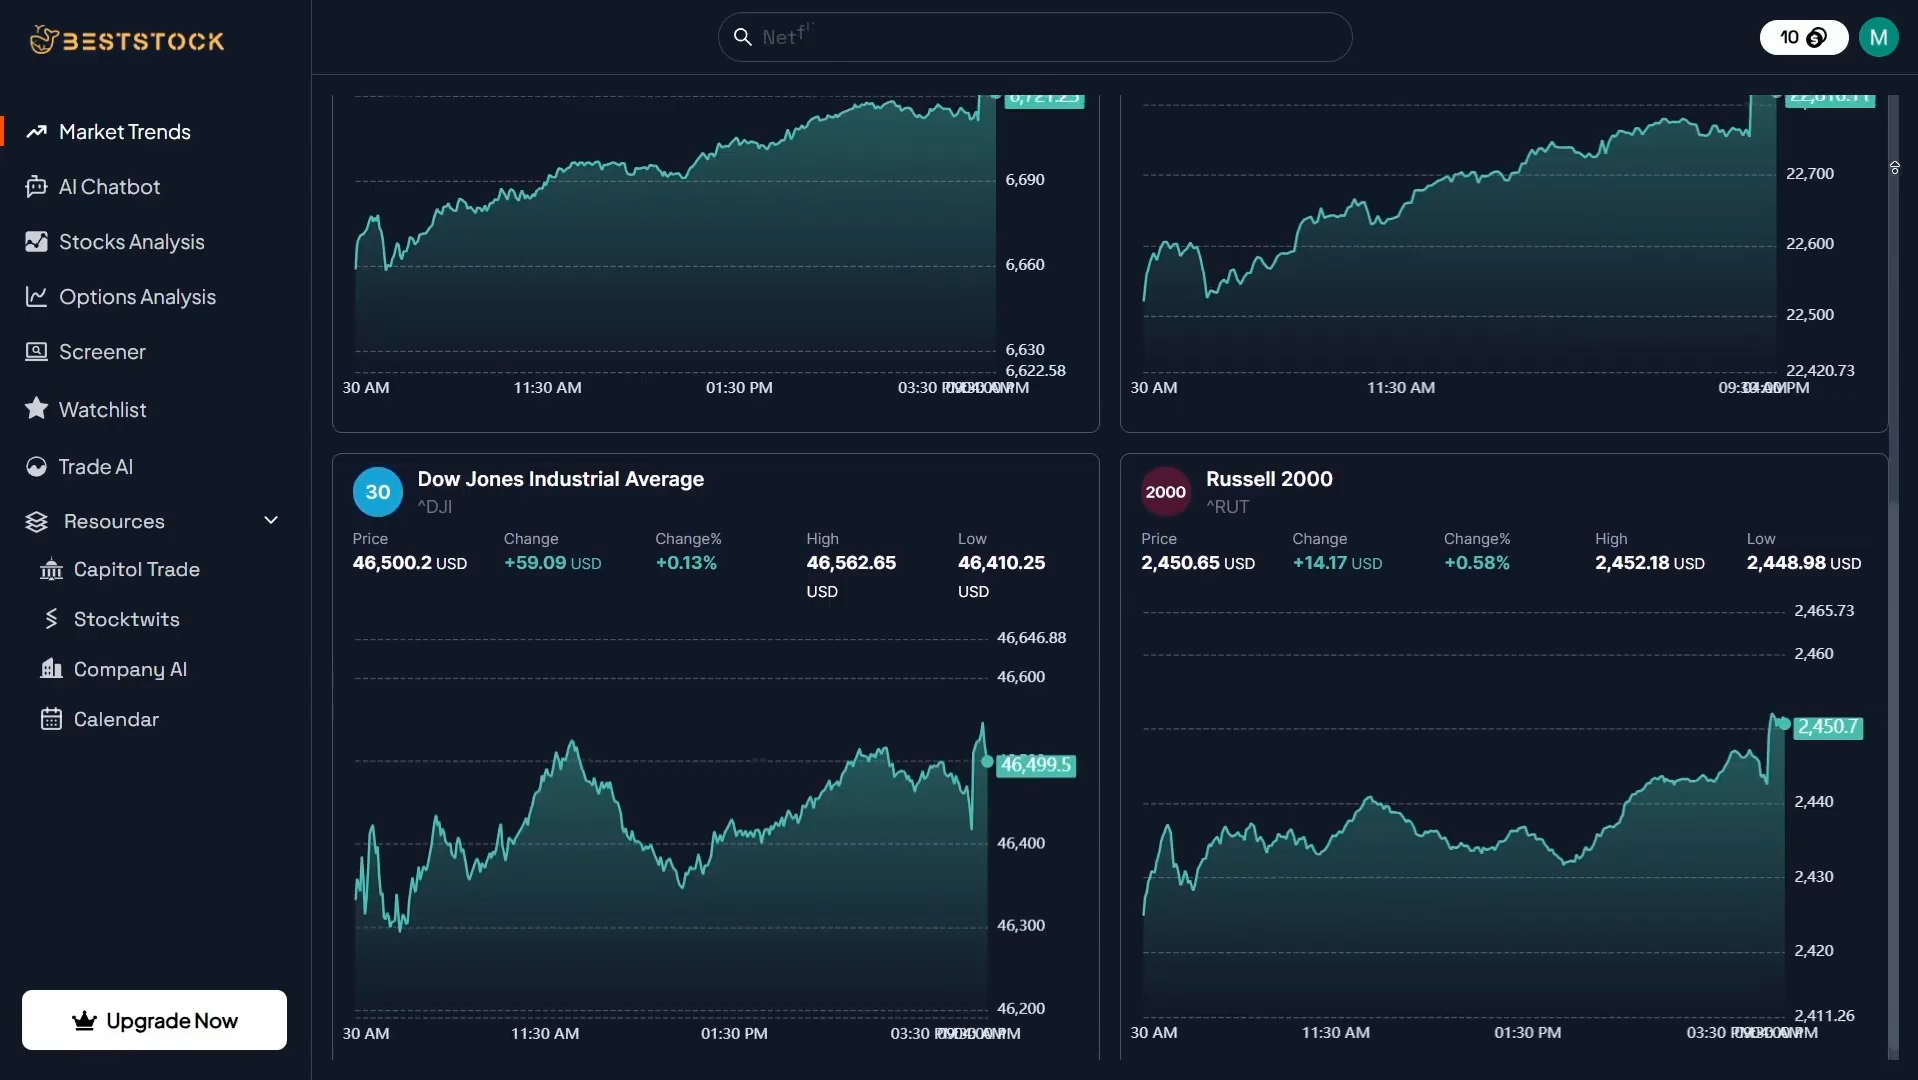 BESTSTOCK
10
M
Market Trends
AI Chatbot
Stocks Analysis
Options Analysis
Screener
Watchlist
Trade AI
Resources
Capitol Trade
Stocktwits
Company AI
Calendar
Upgrade Now
6,721.25
6,690
6,660
6,630
6,622.58
30 AM
11:30 AM
01:30 PM
22,700
22,600
22,500
22,420.73
30 AM
11:30 AM
30
Dow Jones Industrial Average
^DJI
Price Change Change% High Low
46,500.2 USD +59.09 USD +0.13% 46,562.65 USD 46,410.25 USD
46,646.88
46,600
46,499.5
46,400
46,300
46,200
30 AM
11:30 AM
01:30 PM
2000
Russell 2000
^RUT
Price Change Change% High Low
2,450.65 USD +14.17 USD +0.58% 2,452.18 USD 2,448.98 USD
2,465.73
2,460
2,450.7
2,440
2,430
2,420
2,411.26
30 AM
11:30 AM
01:30 PM